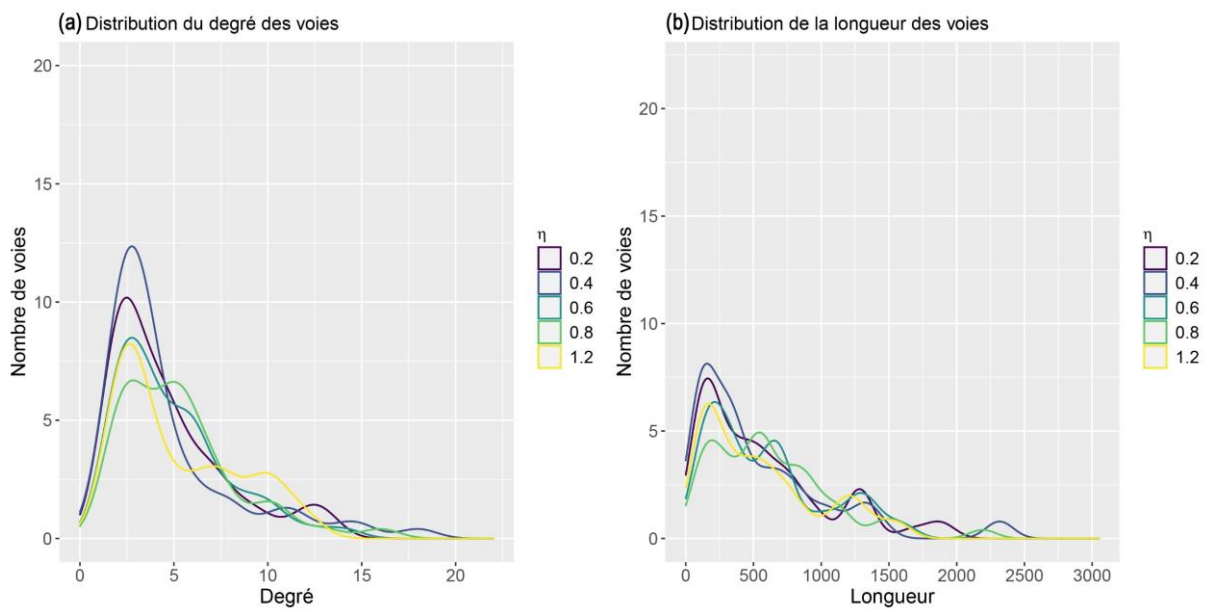 (a) Distribution du degré des voies
20
15
10
5
0
0 5 10 15 20
Nombre de voies
Degré
η
0.2
0.4
0.6
0.8
1.2
(b) Distribution de la longueur des voies
20
15
10
5
0
0 500 1000 1500 2000 2500 3000
Nombre de voies
Longueur
η
0.2
0.4
0.6
0.8
1.2